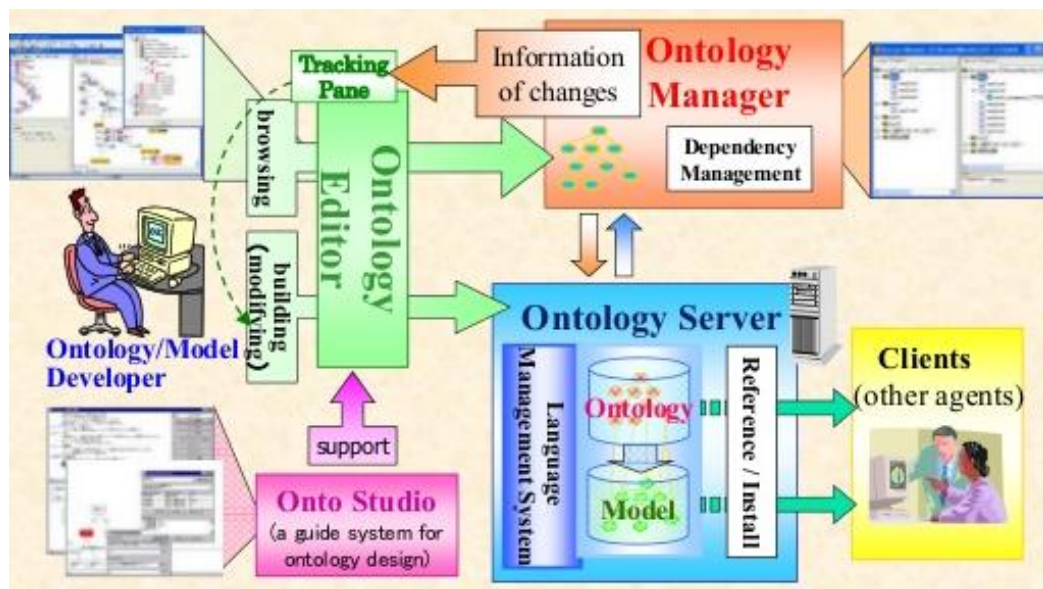 Tracking
Pane
Information
of changes
Ontology
Manager
Dependency
Management
browsing
Ontology
Editor
building
(modifying)
Ontology/Model
Developer
support
Onto Studio
(a guide system for
ontology design)
Ontology Server
Language
Management System
Ontology
Model
Reference / Install
Clients
(other agents)